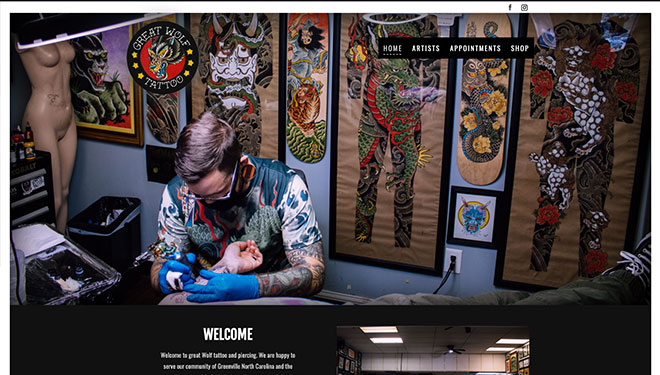 GREAT WOLF
TATTOO
HOME ARTISTS APPOINTMENTS SHOP
WELCOME
Welcome to great Wolf tattoo and piercing. We are happy to
serve our community of Greenville North Carolina and the